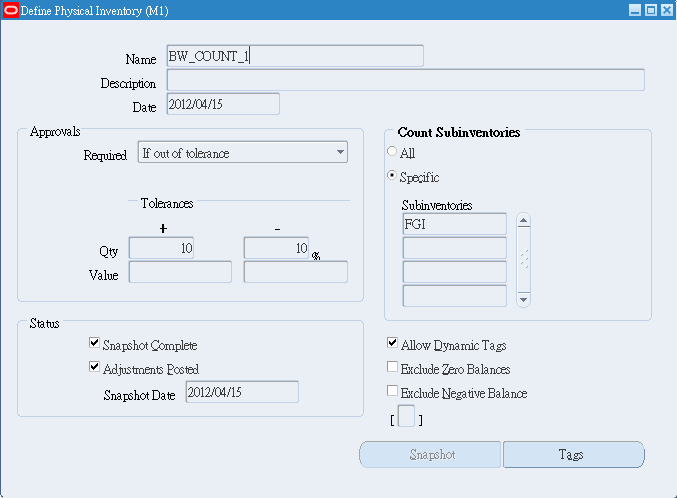 Define Physical Inventory (M1)
Name BW_COUNT_1
Description
Date 2012/04/15
Approvals
Required If out of tolerance
Tolerances
+ -
Qty 10 10 %
Value
Count Subinventories
All
Specific
Subinventories
FGI
Status
Snapshot Complete
Adjustments Posted
Snapshot Date 2012/04/15
Allow Dynamic Tags
Exclude Zero Balances
Exclude Negative Balance
[ ]
Snapshot Tags